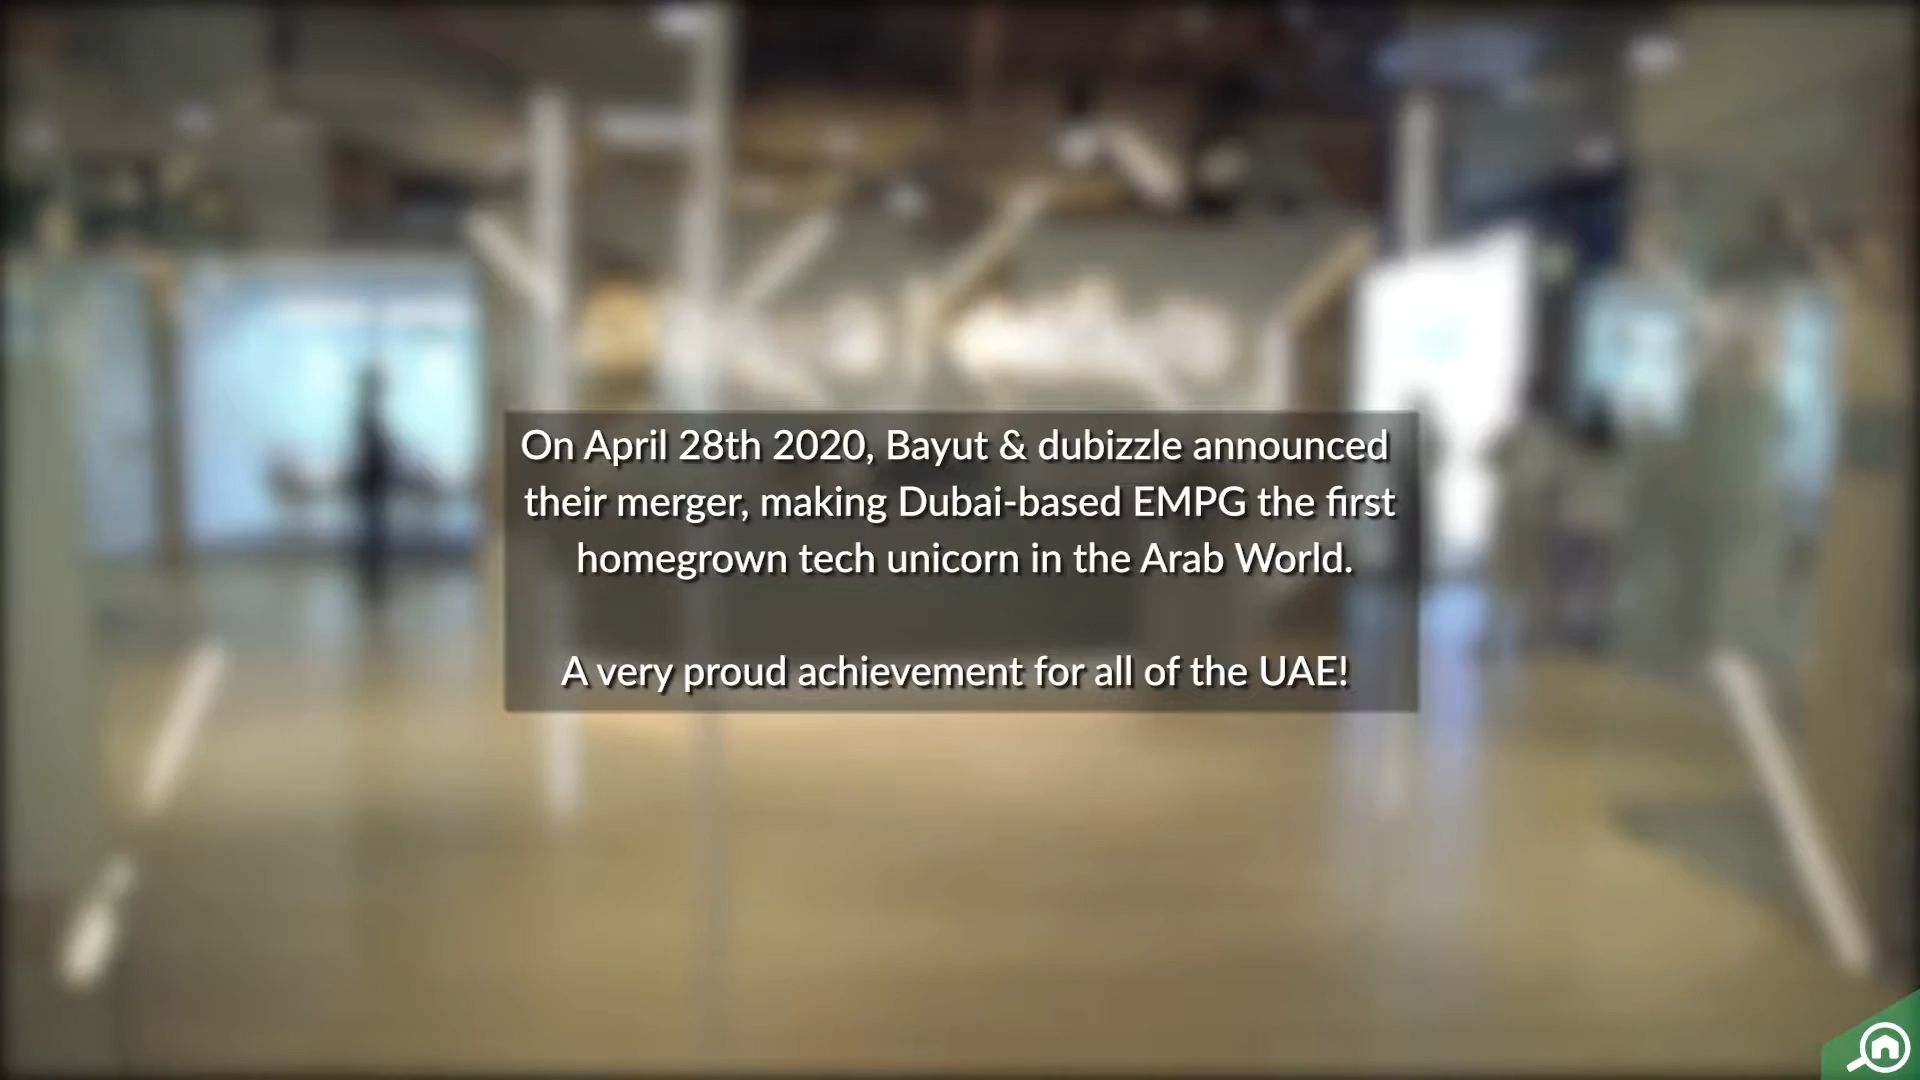 On April 28th 2020, Bayut & dubizzle announced
their merger, making Dubai-based EMPG the first
homegrown tech unicorn in the Arab World.
A very proud achievement for all of the UAE!